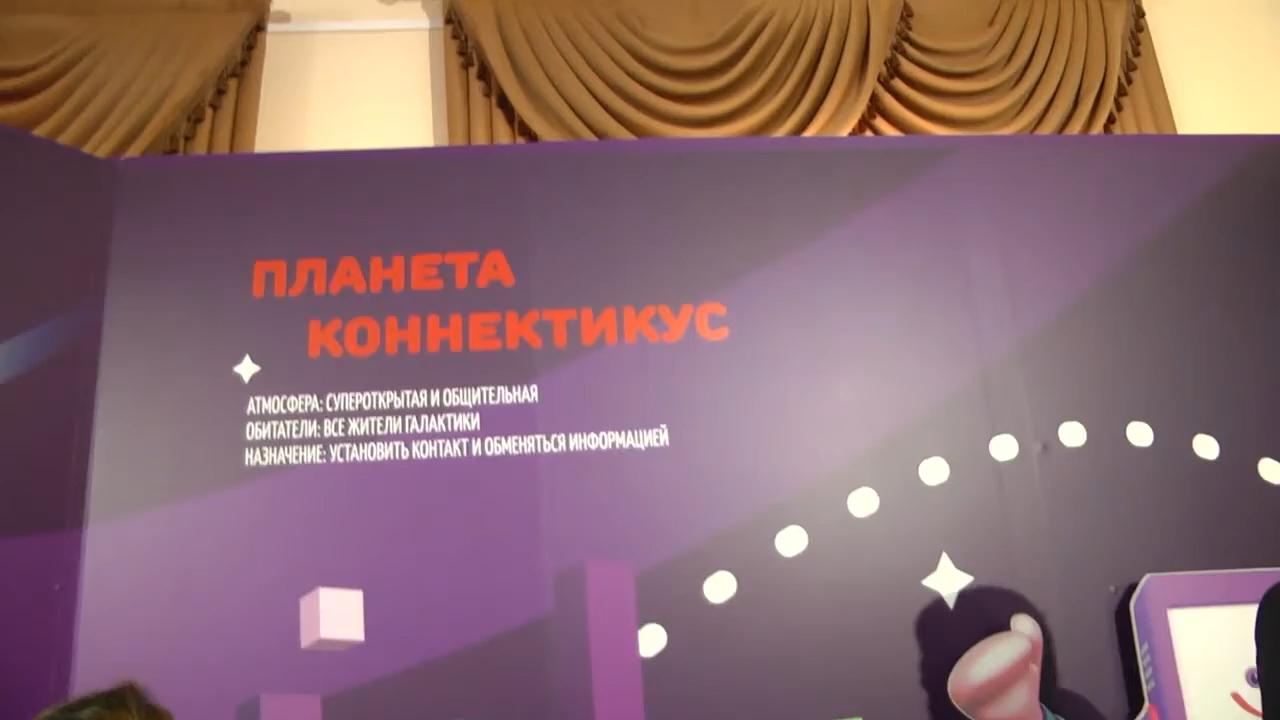 ПЛАНЕТА
КОННЕКТИКУС
АТМОСФЕРА: СУПЕРОТКРЫТАЯ И ОБЩИТЕЛЬНАЯ
ОБИТАТЕЛИ: ВСЕ ЖИТЕЛИ ГАЛАКТИКИ
НАЗНАЧЕНИЕ: УСТАНОВИТЬ КОНТАКТ И ОБМЕНЯТЬСЯ ИНФОРМАЦИЕЙ